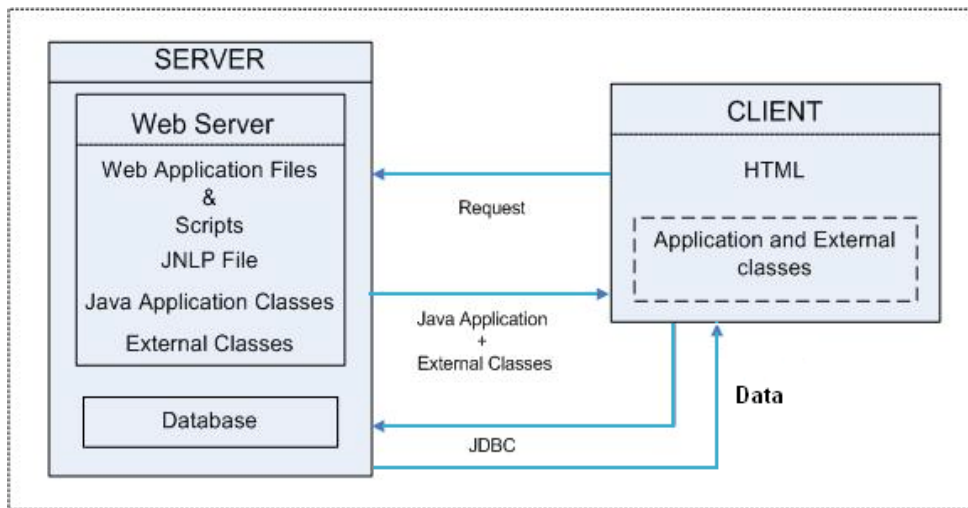 SERVER
Web Server
Web Application Files
&
Scripts
JNLP File
Java Application Classes
External Classes
Database
CLIENT
HTML
Application and External
classes
Request
Java Application
+
External Classes
JDBC
Data